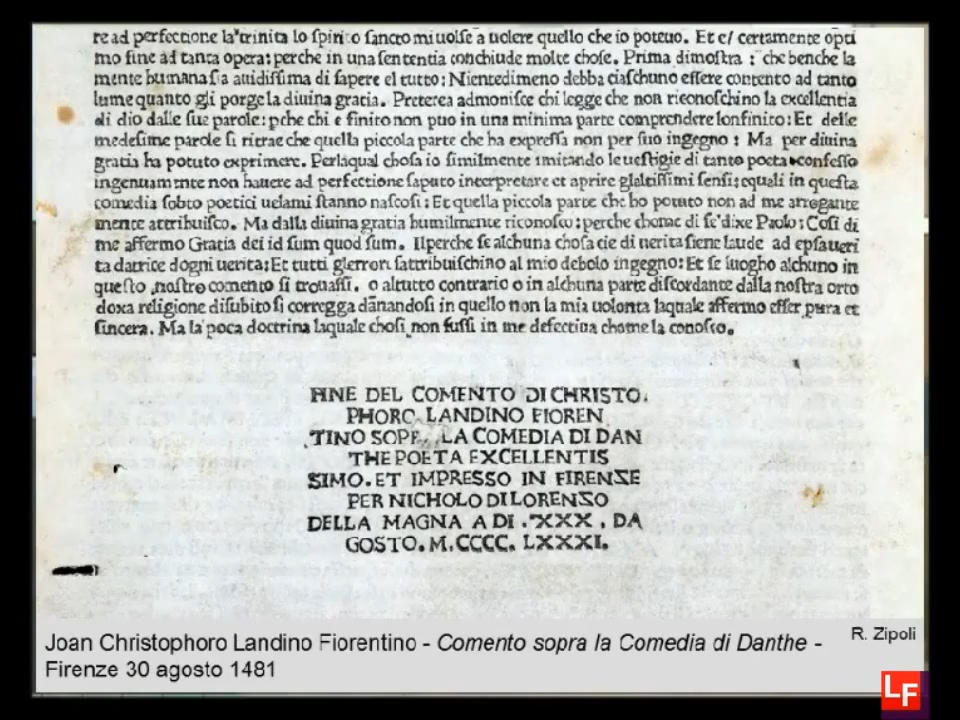 re ad perfectione la trinita lo spirito sancto mi uolse a uolere quello che io poteuo. Et e/ certamente opti
mo fine ad tanta opera: perche in una sententia conchiude molte chose. Prima dimostra: che benche la
mente humana sia auidissima di sapere el tutto: Nientedimeno debba ciaschuno essere contento ad tanto
lume quanto gli porge la diuina gratia. Preterea admonisce chi legge che non riconoschino la excellentia
di dio dalle sue parole: pche chi e finito non puo in una minima parte comprendere lonfinito: Et delle
medesime parole si ritrae che quella piccola parte che ha expressa non per suo ingegno: Ma per diuina
gratia ha potuto exprimere. Perlaqual chosa io similmente imitando le uestigie di tanto poeta confesso
ingenuamente non hauere ad perfectione saputo interpretare et aprire glaltissimi sensi: equali in questa
comedia sobto poetici uelami stanno nascosi: Et quella piccola parte che ho potuto non ad me arrogante
mente attribuisco. Ma dalla diuina gratia humilmente riconosco: perche chome di se dixe Paolo: Cosi di
me affermo Gratia dei id sum quod sum. Ilperche se alchuna chosa cie di uerita siene laude ad epsa ueri
ta datrice dogni uerita: Et tutti glerrori sattribuischino al mio debolo ingegno: Et se luogho alchuno in
questo nostro comento si trouassi. o altutto contrario o in alchuna parte discordante dalla nostra orto
doxa religione disubito si corregga dãnandosi in quello non la mia uolonta laquale affermo esser pura et
sincera. Ma la poca doctrina laquale chosi non fussi in me defectiua chome la conosco.
FINE DEL COMENTO DI CHRISTO
PHORO LANDINO FIOREN
TINO SOPRA LA COMEDIA DI DAN
THE POETA EXCELLENTIS
SIMO. ET IMPRESSO IN FIRENZE
PER NICHOLO DI LORENZO
DELLA MAGNA A DI. XXX. DA
GOSTO. M.CCCC. LXXXI.
Joan Christophoro Landino Fiorentino - Comento sopra la Comedia di Danthe -
Firenze 30 agosto 1481
R. Zipoli
LF